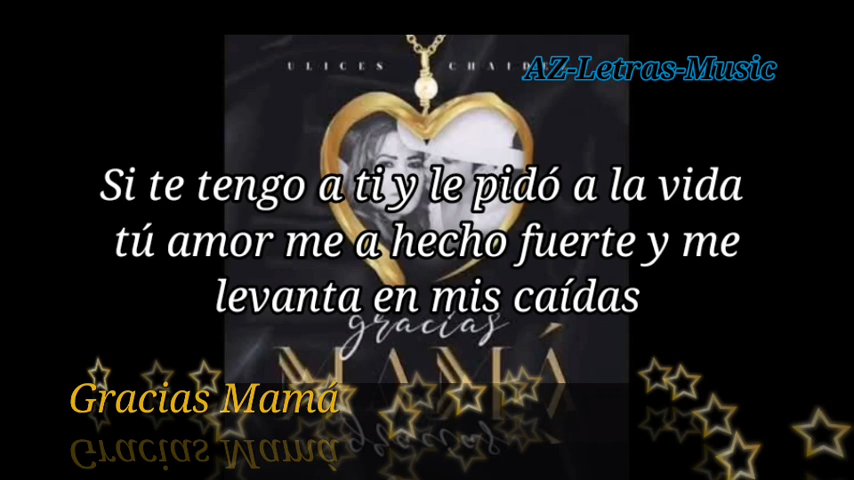 ULICES CHAIDE
AZ-Letras-Music
Si te tengo a ti y le pidó a la vida
tú amor me a hecho fuerte y me
levanta en mis caídas
gracias
MAMÁ
Gracias Mamá